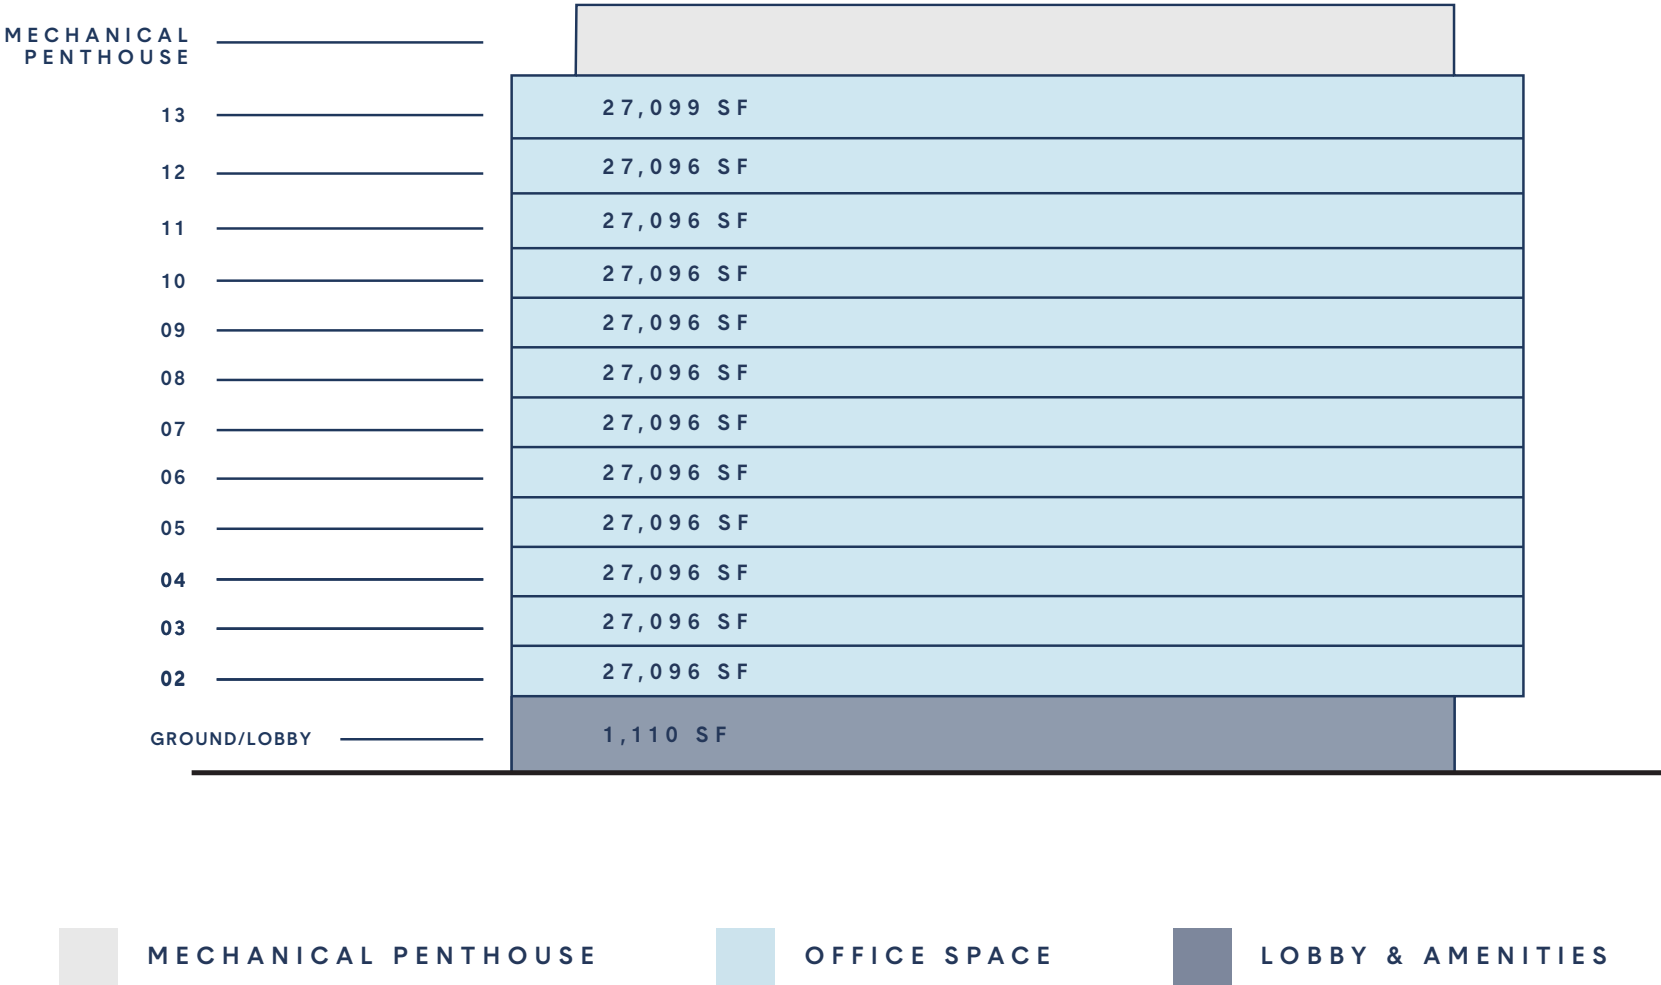 MECHANICAL
PENTHOUSE
13 27,099 SF
12 27,096 SF
11 27,096 SF
10 27,096 SF
09 27,096 SF
08 27,096 SF
07 27,096 SF
06 27,096 SF
05 27,096 SF
04 27,096 SF
03 27,096 SF
02 27,096 SF
GROUND/LOBBY 1,110 SF
MECHANICAL PENTHOUSE OFFICE SPACE LOBBY & AMENITIES